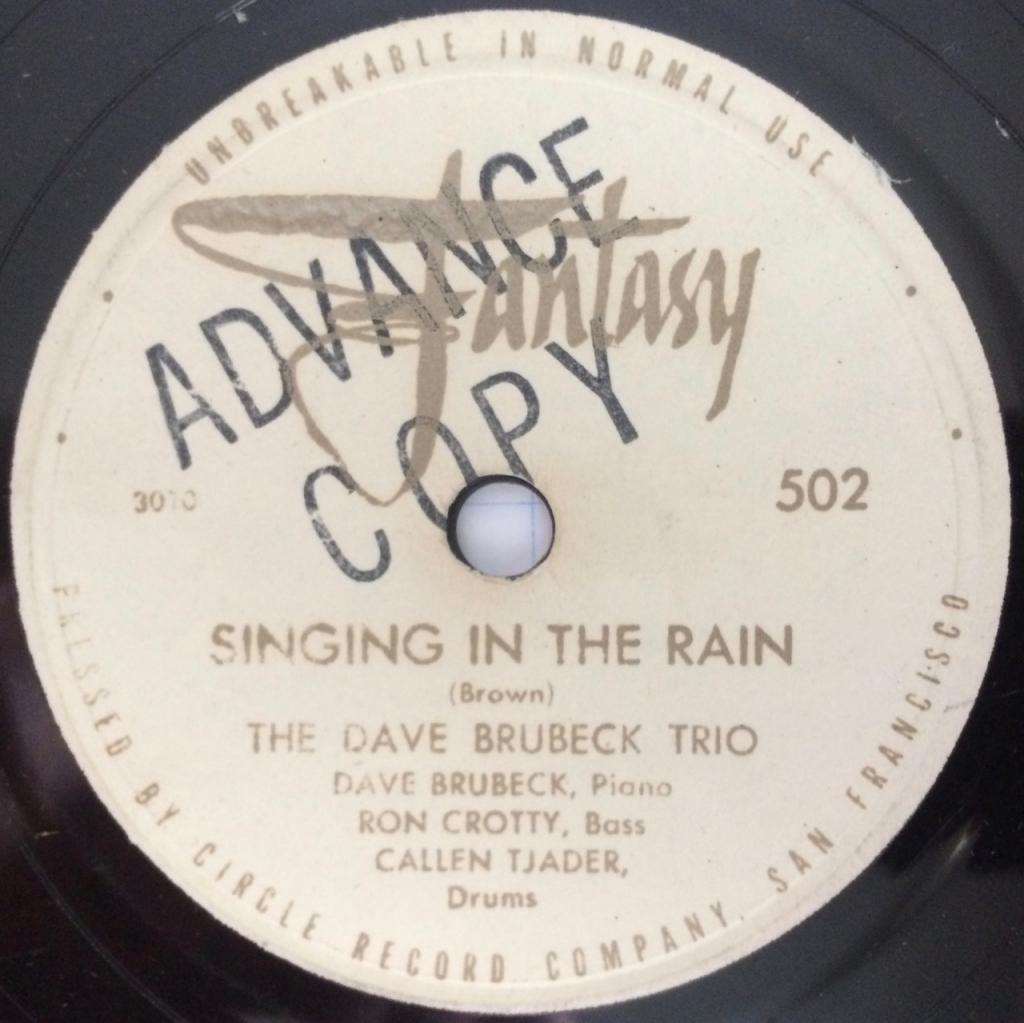 UNBREAKABLE IN NORMAL USE
Fantasy
ADVANCE
COPY
3010
502
SINGING IN THE RAIN
(Brown)
THE DAVE BRUBECK TRIO
DAVE BRUBECK, Piano
RON CROTTY, Bass
CALLEN TJADER,
Drums
PRESSED BY CIRCLE RECORD COMPANY, SAN FRANCISCO